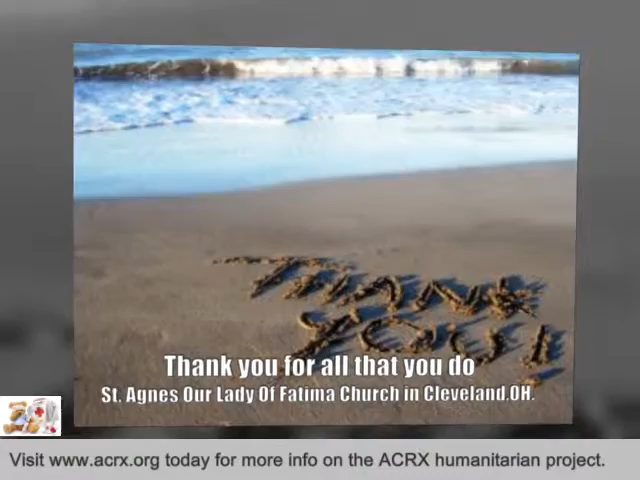 THANK
YOU!
Thank you for all that you do
St. Agnes Our Lady Of Fatima Church in Cleveland,OH.
Visit www.acrx.org today for more info on the ACRX humanitarian project.